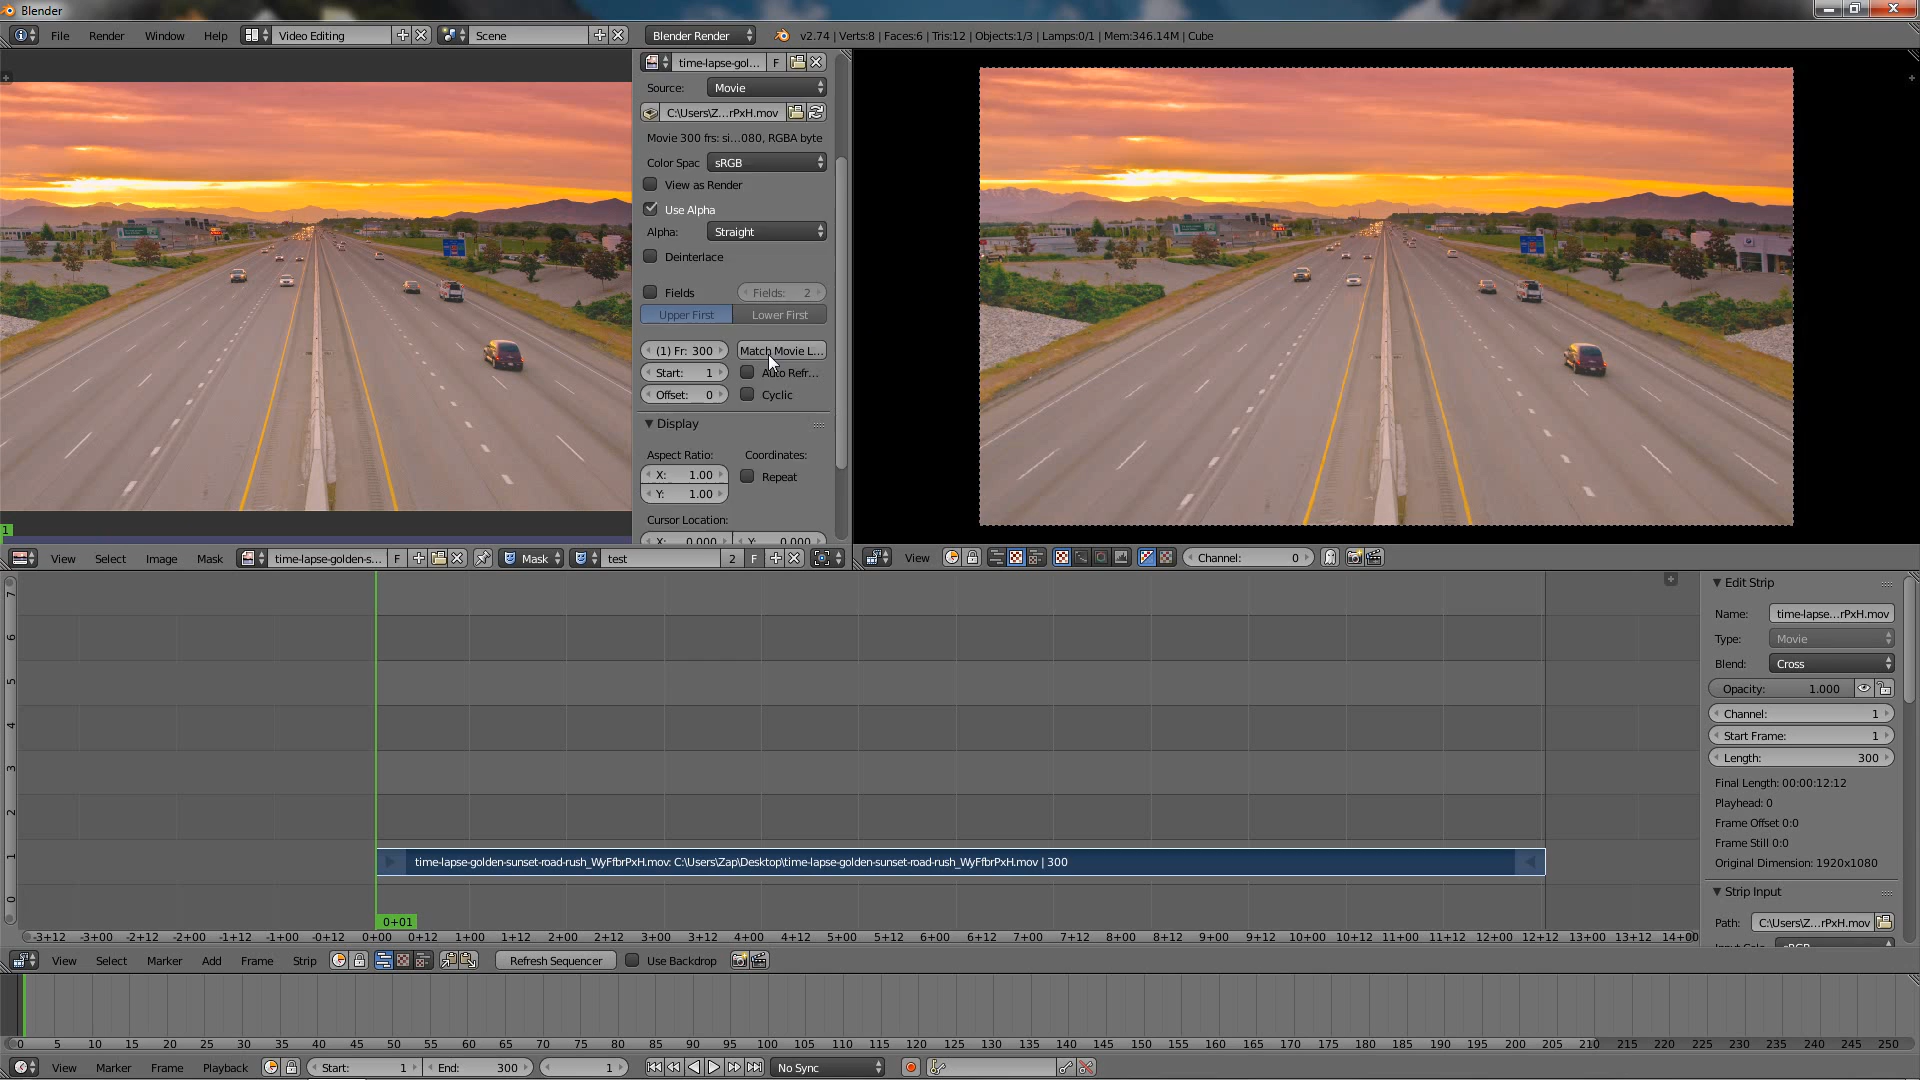 Blender
File Render Window Help Video Editing Scene Blender Render v2.74 | Verts:8 | Faces:6 | Tris:12 | Objects:1/3 | Lamps:0/1 | Mem:346.14M | Cube
time-lapse-gol... F
Source: Movie
C:\Users\Z...rPxH.mov
Movie 300 frs: si...080, RGBA byte
Color Spac sRGB
View as Render
Use Alpha
Alpha: Straight
Deinterlace
Fields Fields: 2
Upper First Lower First
(1) Fr: 300 Match Movie L...
Start: 1 Auto Refr...
Offset: 0 Cyclic
Display
Aspect Ratio: Coordinates:
X: 1.00 Repeat
Y: 1.00
Cursor Location:
X: 0.000 Y: 0.000
1
View Select Image Mask time-lapse-golden-s... F Mask test 2 F
View Channel: 0
7
6
5
4
3
2
1
0
time-lapse-golden-sunset-road-rush_WyFfbrPxH.mov: C:\Users\Zap\Desktop\time-lapse-golden-sunset-road-rush_WyFfbrPxH.mov | 300
0+01
-3+12 -3+00 -2+12 -2+00 -1+12 -1+00 -0+12 0+00 0+12 1+00 1+12 2+00 2+12 3+00 3+12 4+00 4+12 5+00 5+12 6+00 6+12 7+00 7+12 8+00 8+12 9+00 9+12 10+00 10+12 11+00 11+12 12+00 12+12 13+00 13+12 14+00
Edit Strip
Name: time-lapse...rPxH.mov
Type: Movie
Blend: Cross
Opacity: 1.000
Channel: 1
Start Frame: 1
Length: 300
Final Length: 00:00:12:12
Playhead: 0
Frame Offset 0:0
Frame Still 0:0
Original Dimension: 1920x1080
Strip Input
Path: C:\Users\Z...rPxH.mov
View Select Marker Add Frame Strip Refresh Sequencer Use Backdrop
0 5 10 15 20 25 30 35 40 45 50 55 60 65 70 75 80 85 90 95 100 105 110 115 120 125 130 135 140 145 150 155 160 165 170 175 180 185 190 195 200 205 210 215 220 225 230 235 240 245 250
View Marker Frame Playback Start: 1 End: 300 1 No Sync